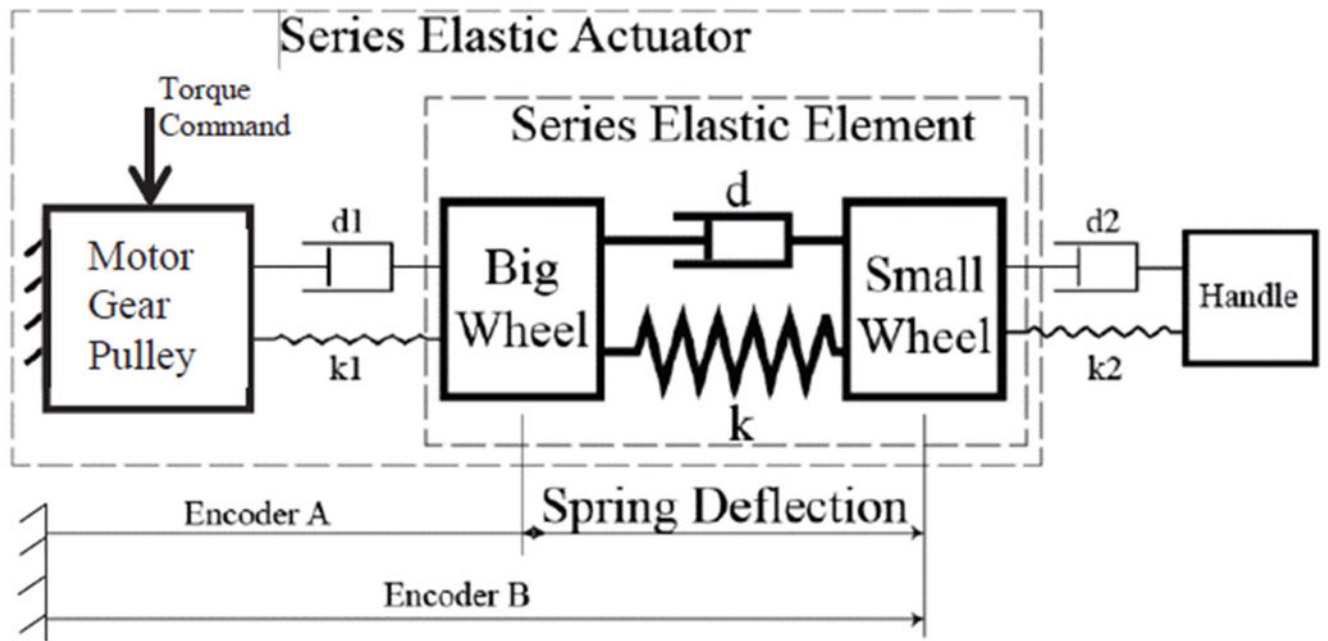 Series Elastic Actuator
Torque
Command
Series Elastic Element
Motor
Gear
Pulley
d1
k1
Big
Wheel
d
k
Small
Wheel
d2
k2
Handle
Encoder A
Spring Deflection
Encoder B